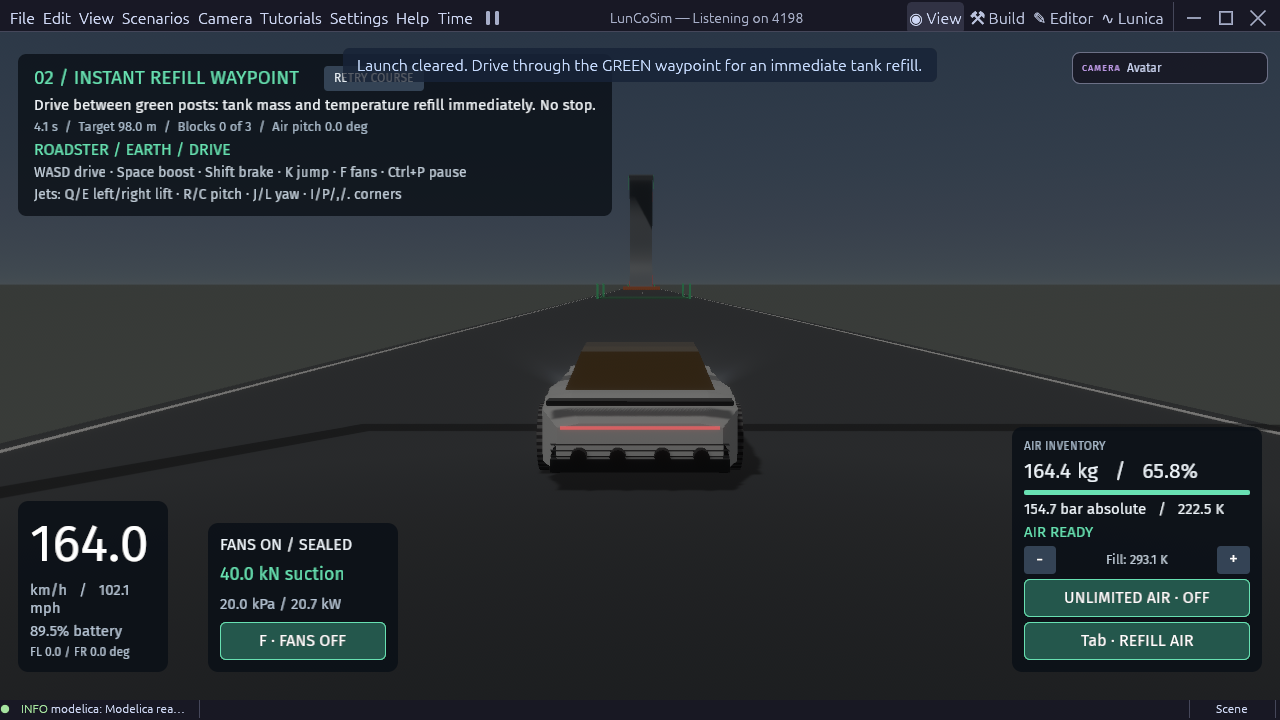 File Edit View Scenarios Camera Tutorials Settings Help Time
LunCoSim — Listening on 4198
View Build Editor Lunica
Launch cleared. Drive through the GREEN waypoint for an immediate tank refill.
02 / INSTANT REFILL WAYPOINT
RETRY COURSE
Drive between green posts: tank mass and temperature refill immediately. No stop.
4.1 s / Target 98.0 m / Blocks 0 of 3 / Air pitch 0.0 deg
ROADSTER / EARTH / DRIVE
WASD drive · Space boost · Shift brake · K jump · F fans · Ctrl+P pause
Jets: Q/E left/right lift · R/C pitch · J/L yaw · I/P/,/. corners
CAMERA Avatar
164.0
km/h / 102.1
mph
89.5% battery
FL 0.0 / FR 0.0 deg
FANS ON / SEALED
40.0 kN suction
20.0 kPa / 20.7 kW
F · FANS OFF
AIR INVENTORY
164.4 kg / 65.8%
154.7 bar absolute / 222.5 K
AIR READY
- Fill: 293.1 K +
UNLIMITED AIR · OFF
Tab · REFILL AIR
INFO modelica: Modelica rea...
Scene